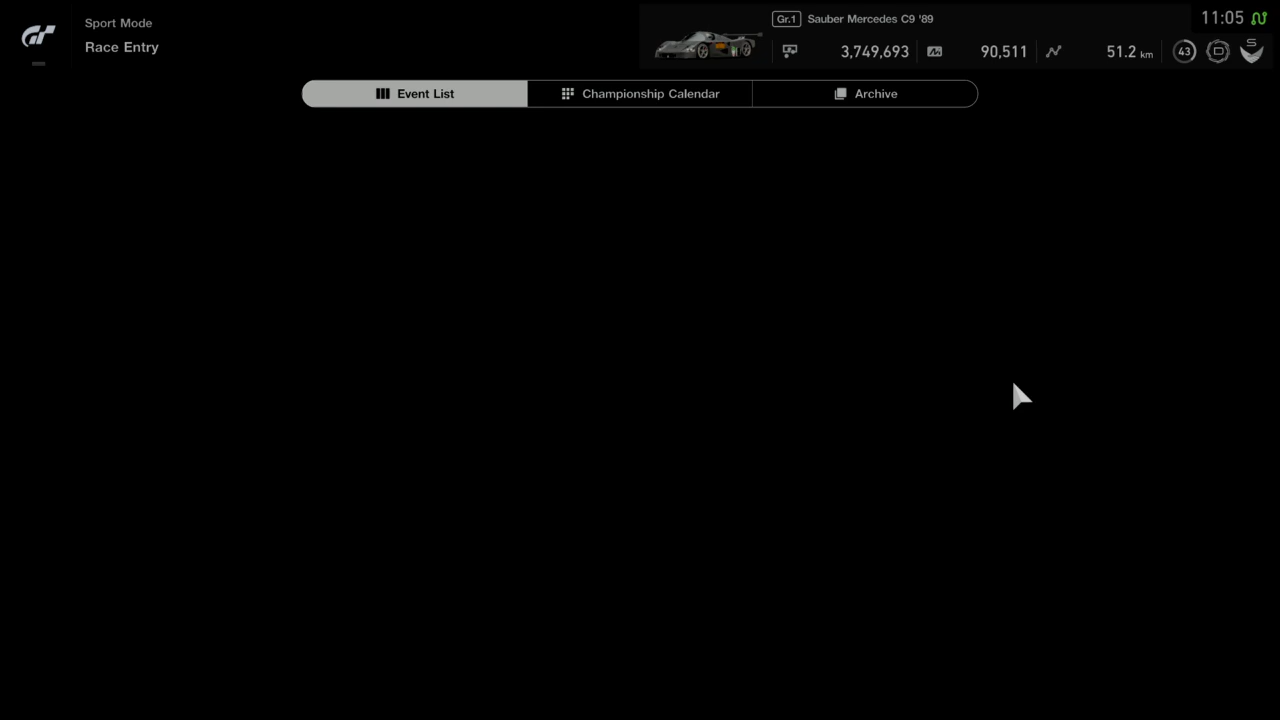 Sport Mode
Race Entry
Gr.1 Sauber Mercedes C9 '89
11:05
3,749,693 90,511 51.2 km 43 D S
Event List Championship Calendar Archive